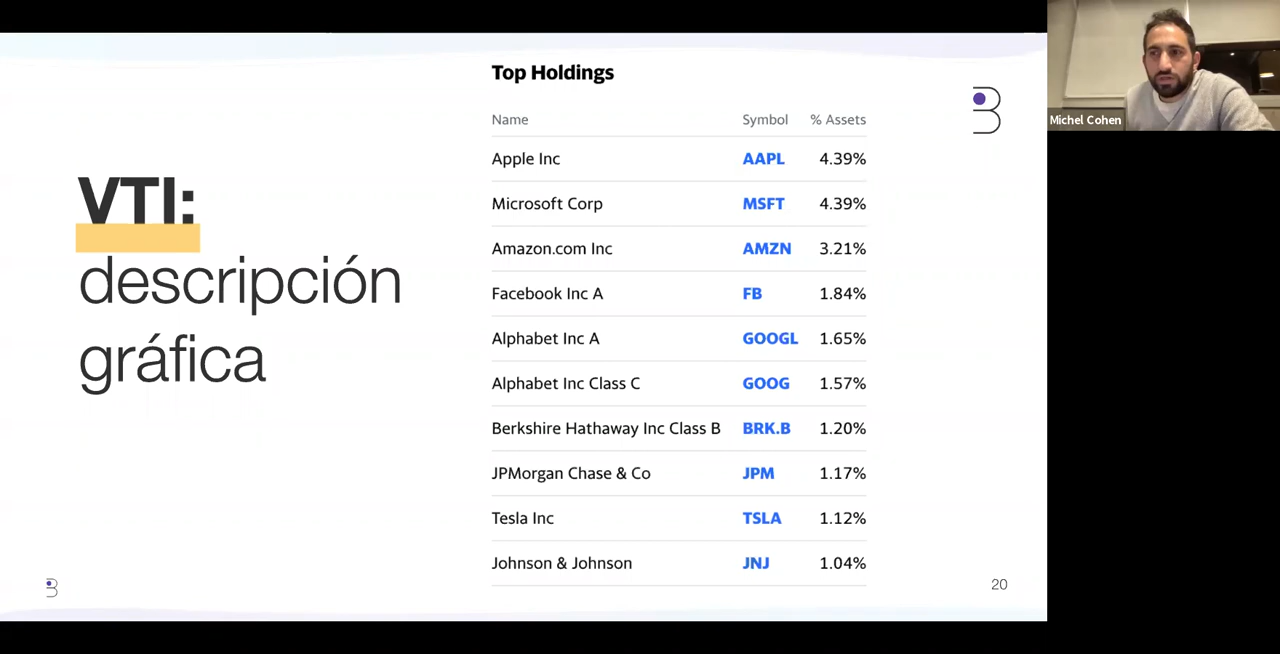 VTI:
descripción
gráfica
Top Holdings
Name Symbol % Assets
Apple Inc AAPL 4.39%
Microsoft Corp MSFT 4.39%
Amazon.com Inc AMZN 3.21%
Facebook Inc A FB 1.84%
Alphabet Inc A GOOGL 1.65%
Alphabet Inc Class C GOOG 1.57%
Berkshire Hathaway Inc Class B BRK.B 1.20%
JPMorgan Chase & Co JPM 1.17%
Tesla Inc TSLA 1.12%
Johnson & Johnson JNJ 1.04%
20
Michel Cohen